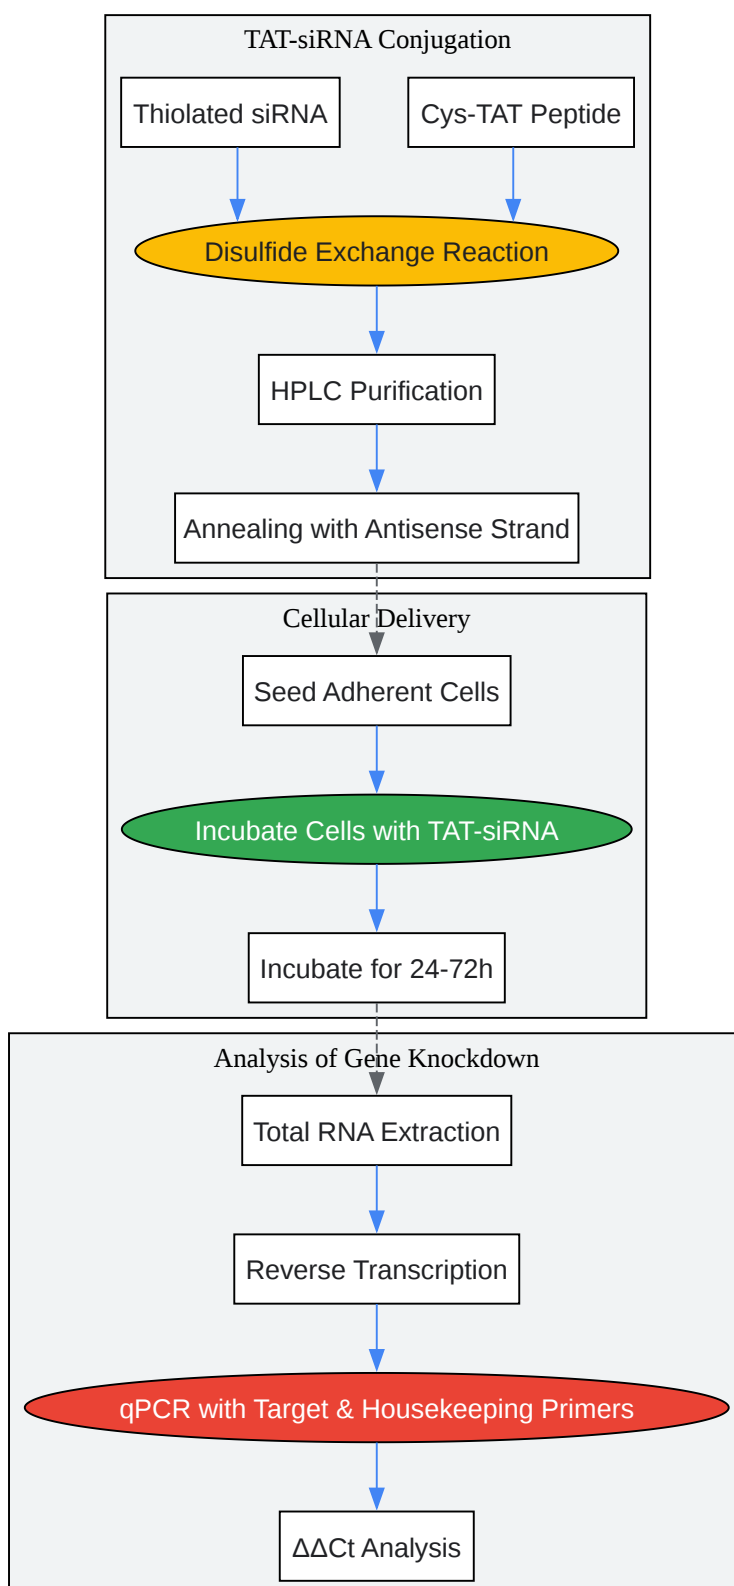 TAT-siRNA Conjugation
Thiolated siRNA
Cys-TAT Peptide
Disulfide Exchange Reaction
HPLC Purification
Annealing with Antisense Strand
Cellular Delivery
Seed Adherent Cells
Incubate Cells with TAT-siRNA
Incubate for 24-72h
Analysis of Gene Knockdown
Total RNA Extraction
Reverse Transcription
qPCR with Target & Housekeeping Primers
ΔΔCt Analysis